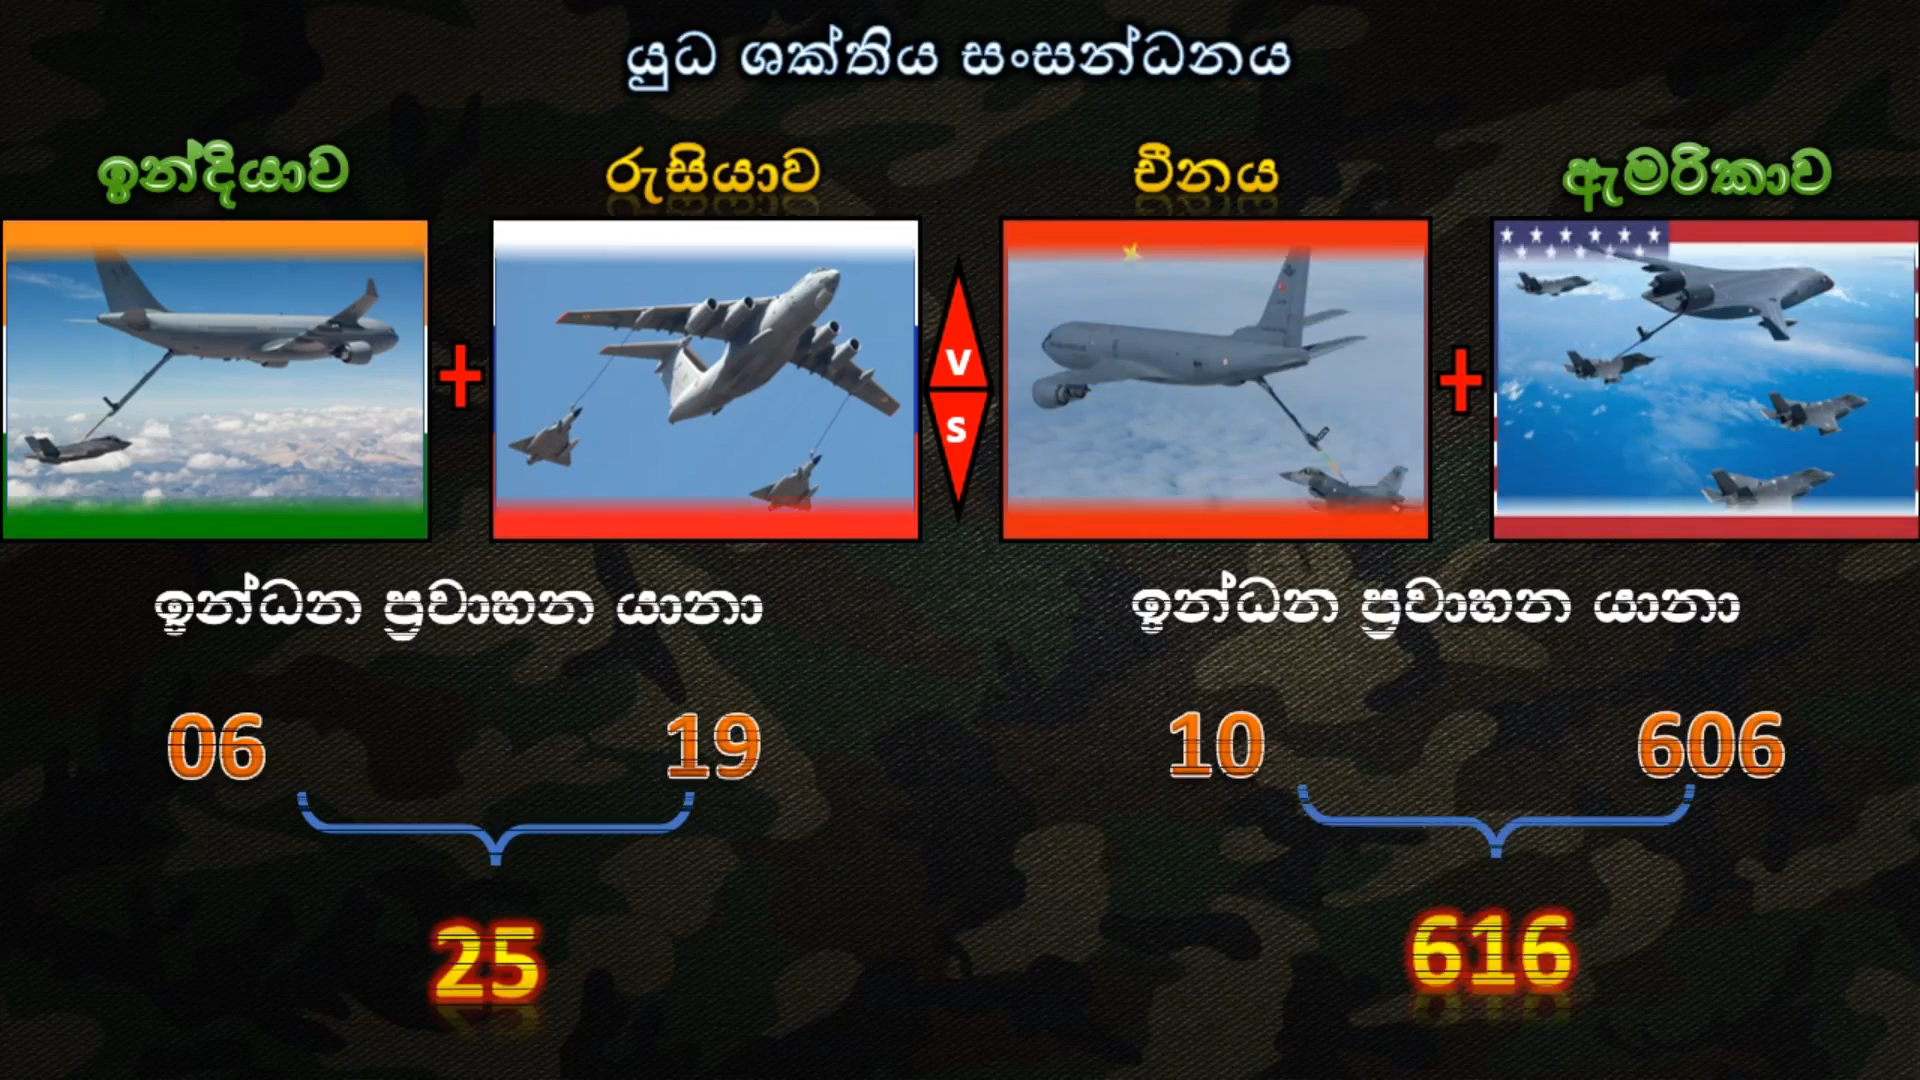 යුධ ශක්තිය සංසන්ධනය
ඉන්දියාව
රුසියාව
චීනය
ඇමරිකාව
V
S
ඉන්ධන ප්‍රවාහන යානා
ඉන්ධන ප්‍රවාහන යානා
06
19
10
606
25
616